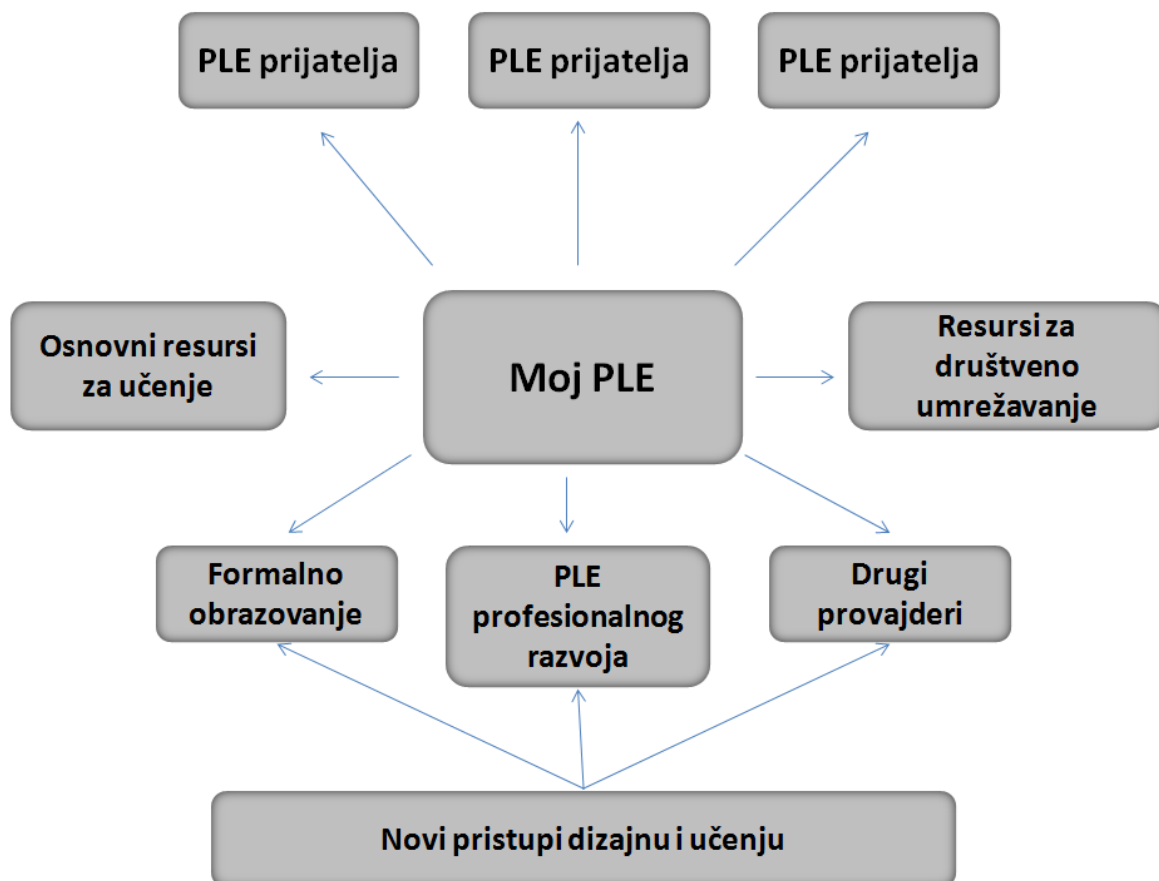 PLE prijatelja
PLE prijatelja
PLE prijatelja
Osnovni resursi
za učenje
Moj PLE
Resursi za
društveno
umrežavanje
Formalno
obrazovanje
PLE
profesionalnog
razvoja
Drugi
provajderi
Novi pristupi dizajnu i učenju